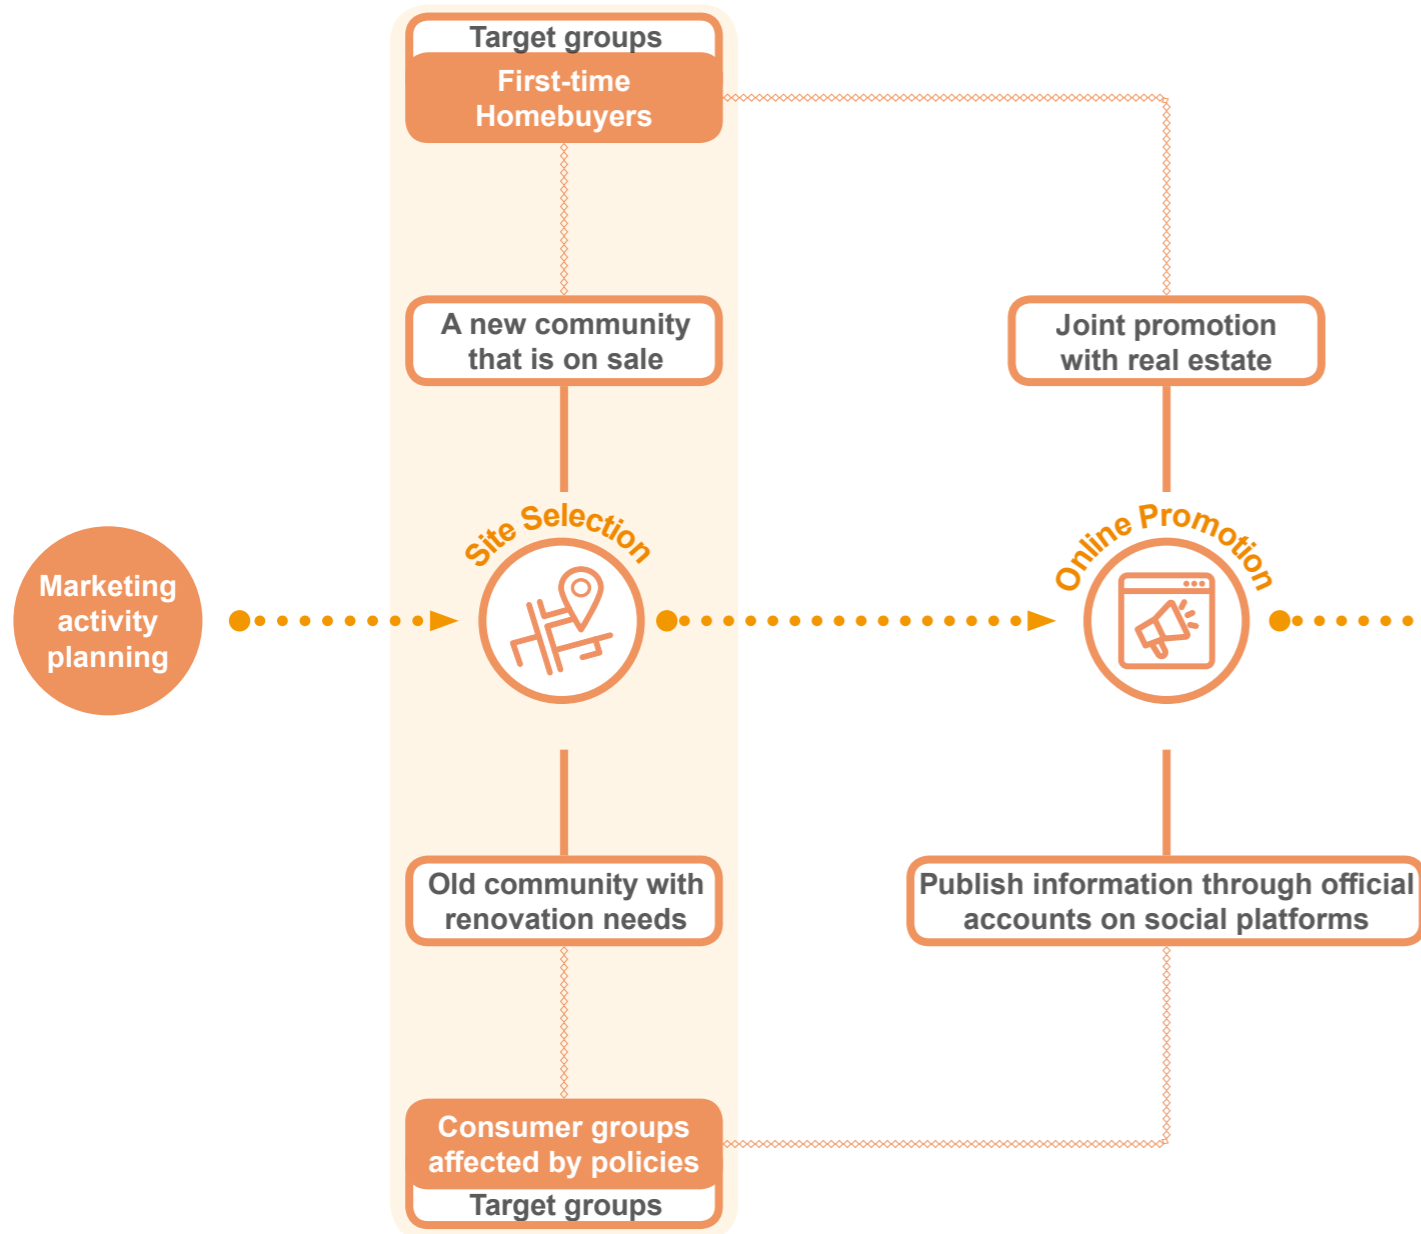 Target groups
First-time
Homebuyers
A new community
that is on sale
Joint promotion
with real estate
Site Selection
Online Promotion
Marketing
activity
planning
Old community with
renovation needs
Publish information through official
accounts on social platforms
Consumer groups
affected by policies
Target groups